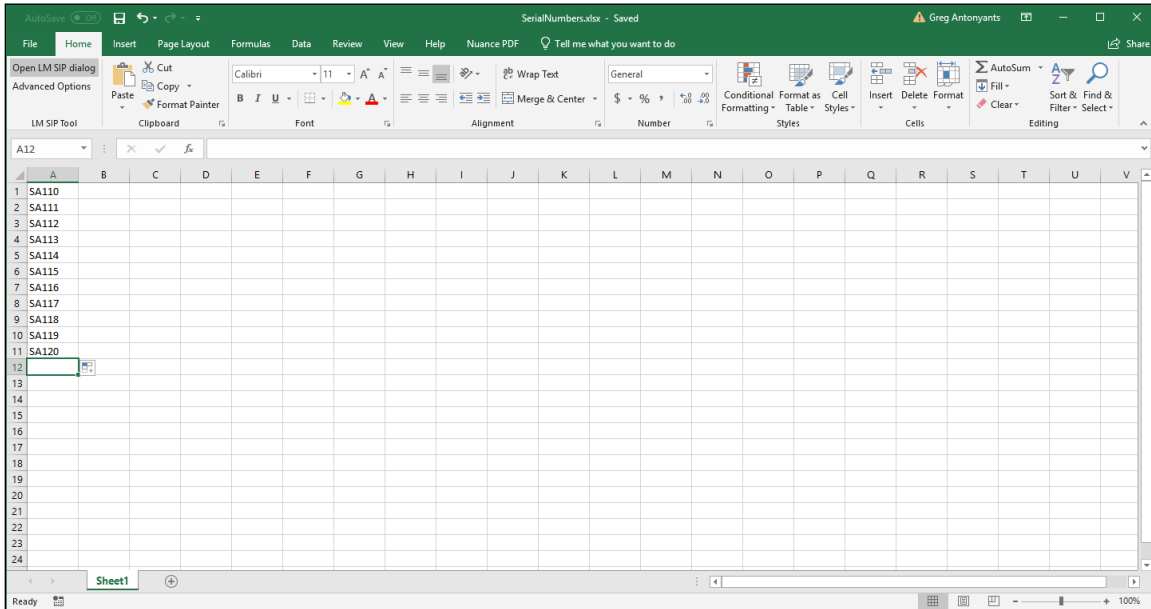 AutoSave Off SerialNumbers.xlsx - Saved Greg Antonyants
File Home Insert Page Layout Formulas Data Review View Help Nuance PDF Tell me what you want to do Share
Open LM SIP dialog
Advanced Options
LM SIP Tool
Paste
Cut
Copy
Format Painter
Clipboard
Calibri 11 A A
B I U A
Font
Wrap Text
Merge & Center
Alignment
General
$ % , .0 .00 .00 .0
Number
Conditional Formatting
Format as Table
Cell Styles
Styles
Insert Delete Format
Cells
AutoSum
Fill
Clear
Sort & Filter
Find & Select
Editing
A12 fx
A B C D E F G H I J K L M N O P Q R S T U V
1 SA110
2 SA111
3 SA112
4 SA113
5 SA114
6 SA115
7 SA116
8 SA117
9 SA118
10 SA119
11 SA120
12
13
14
15
16
17
18
19
20
21
22
23
24
Sheet1
Ready 100%